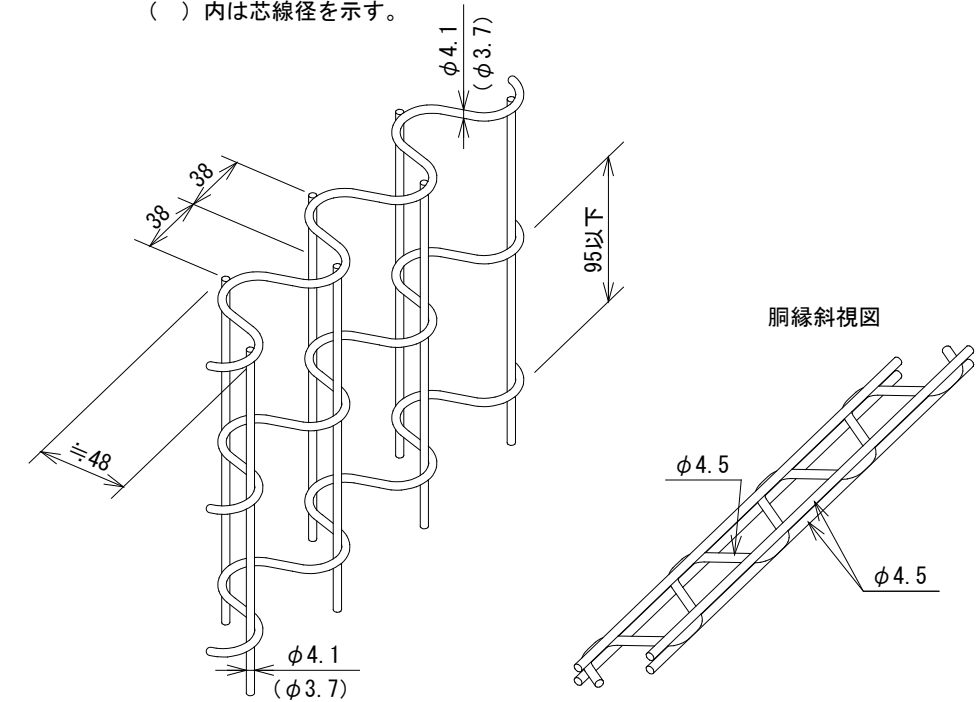 （　）内は芯線径を示す。
φ4.1
(φ3.7)
38
38
95以下
胴縁斜視図
≒48
φ4.5
φ4.5
φ4.1
(φ3.7)